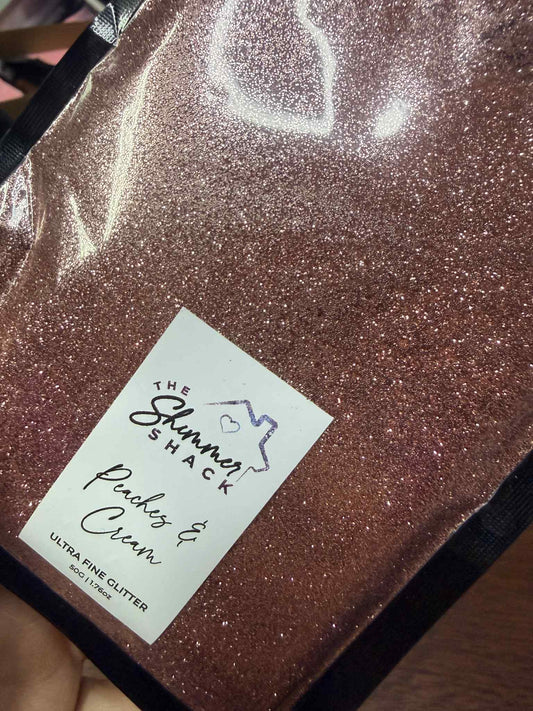 THE
Shimmer
SHACK
Peaches &
Cream
ULTRA FINE GLITTER
50G | 1.76oz